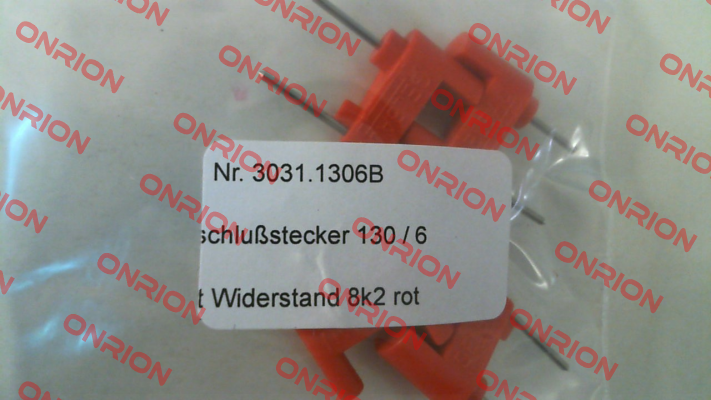 Nr. 3031.1306B
schlußstecker 130 / 6
t Widerstand 8k2 rot
ONRION